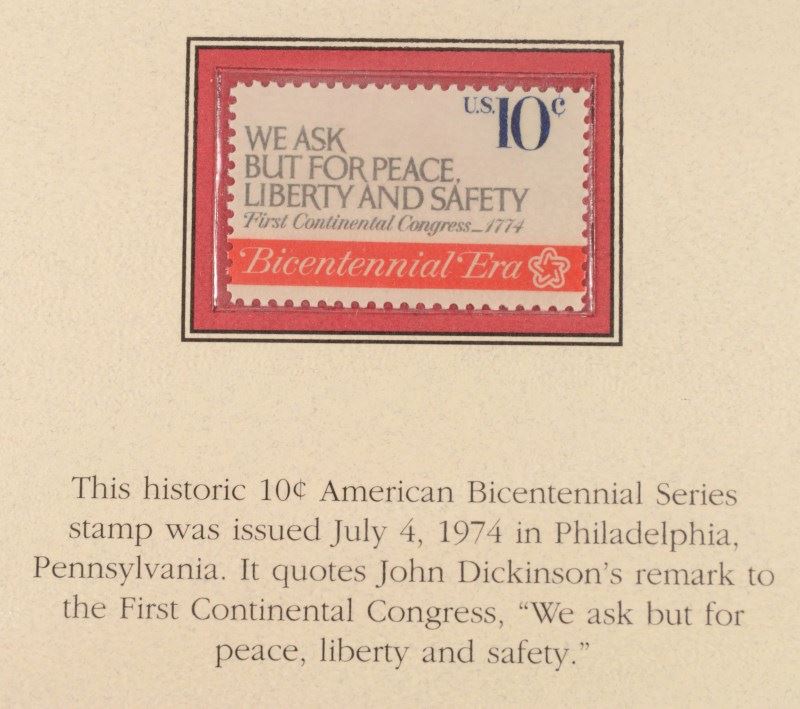 U.S. 10¢
WE ASK
BUT FOR PEACE,
LIBERTY AND SAFETY
First Continental Congress_1774
Bicentennial Era
This historic 10¢ American Bicentennial Series
stamp was issued July 4, 1974 in Philadelphia,
Pennsylvania. It quotes John Dickinson's remark to
the First Continental Congress, “We ask but for
peace, liberty and safety.”